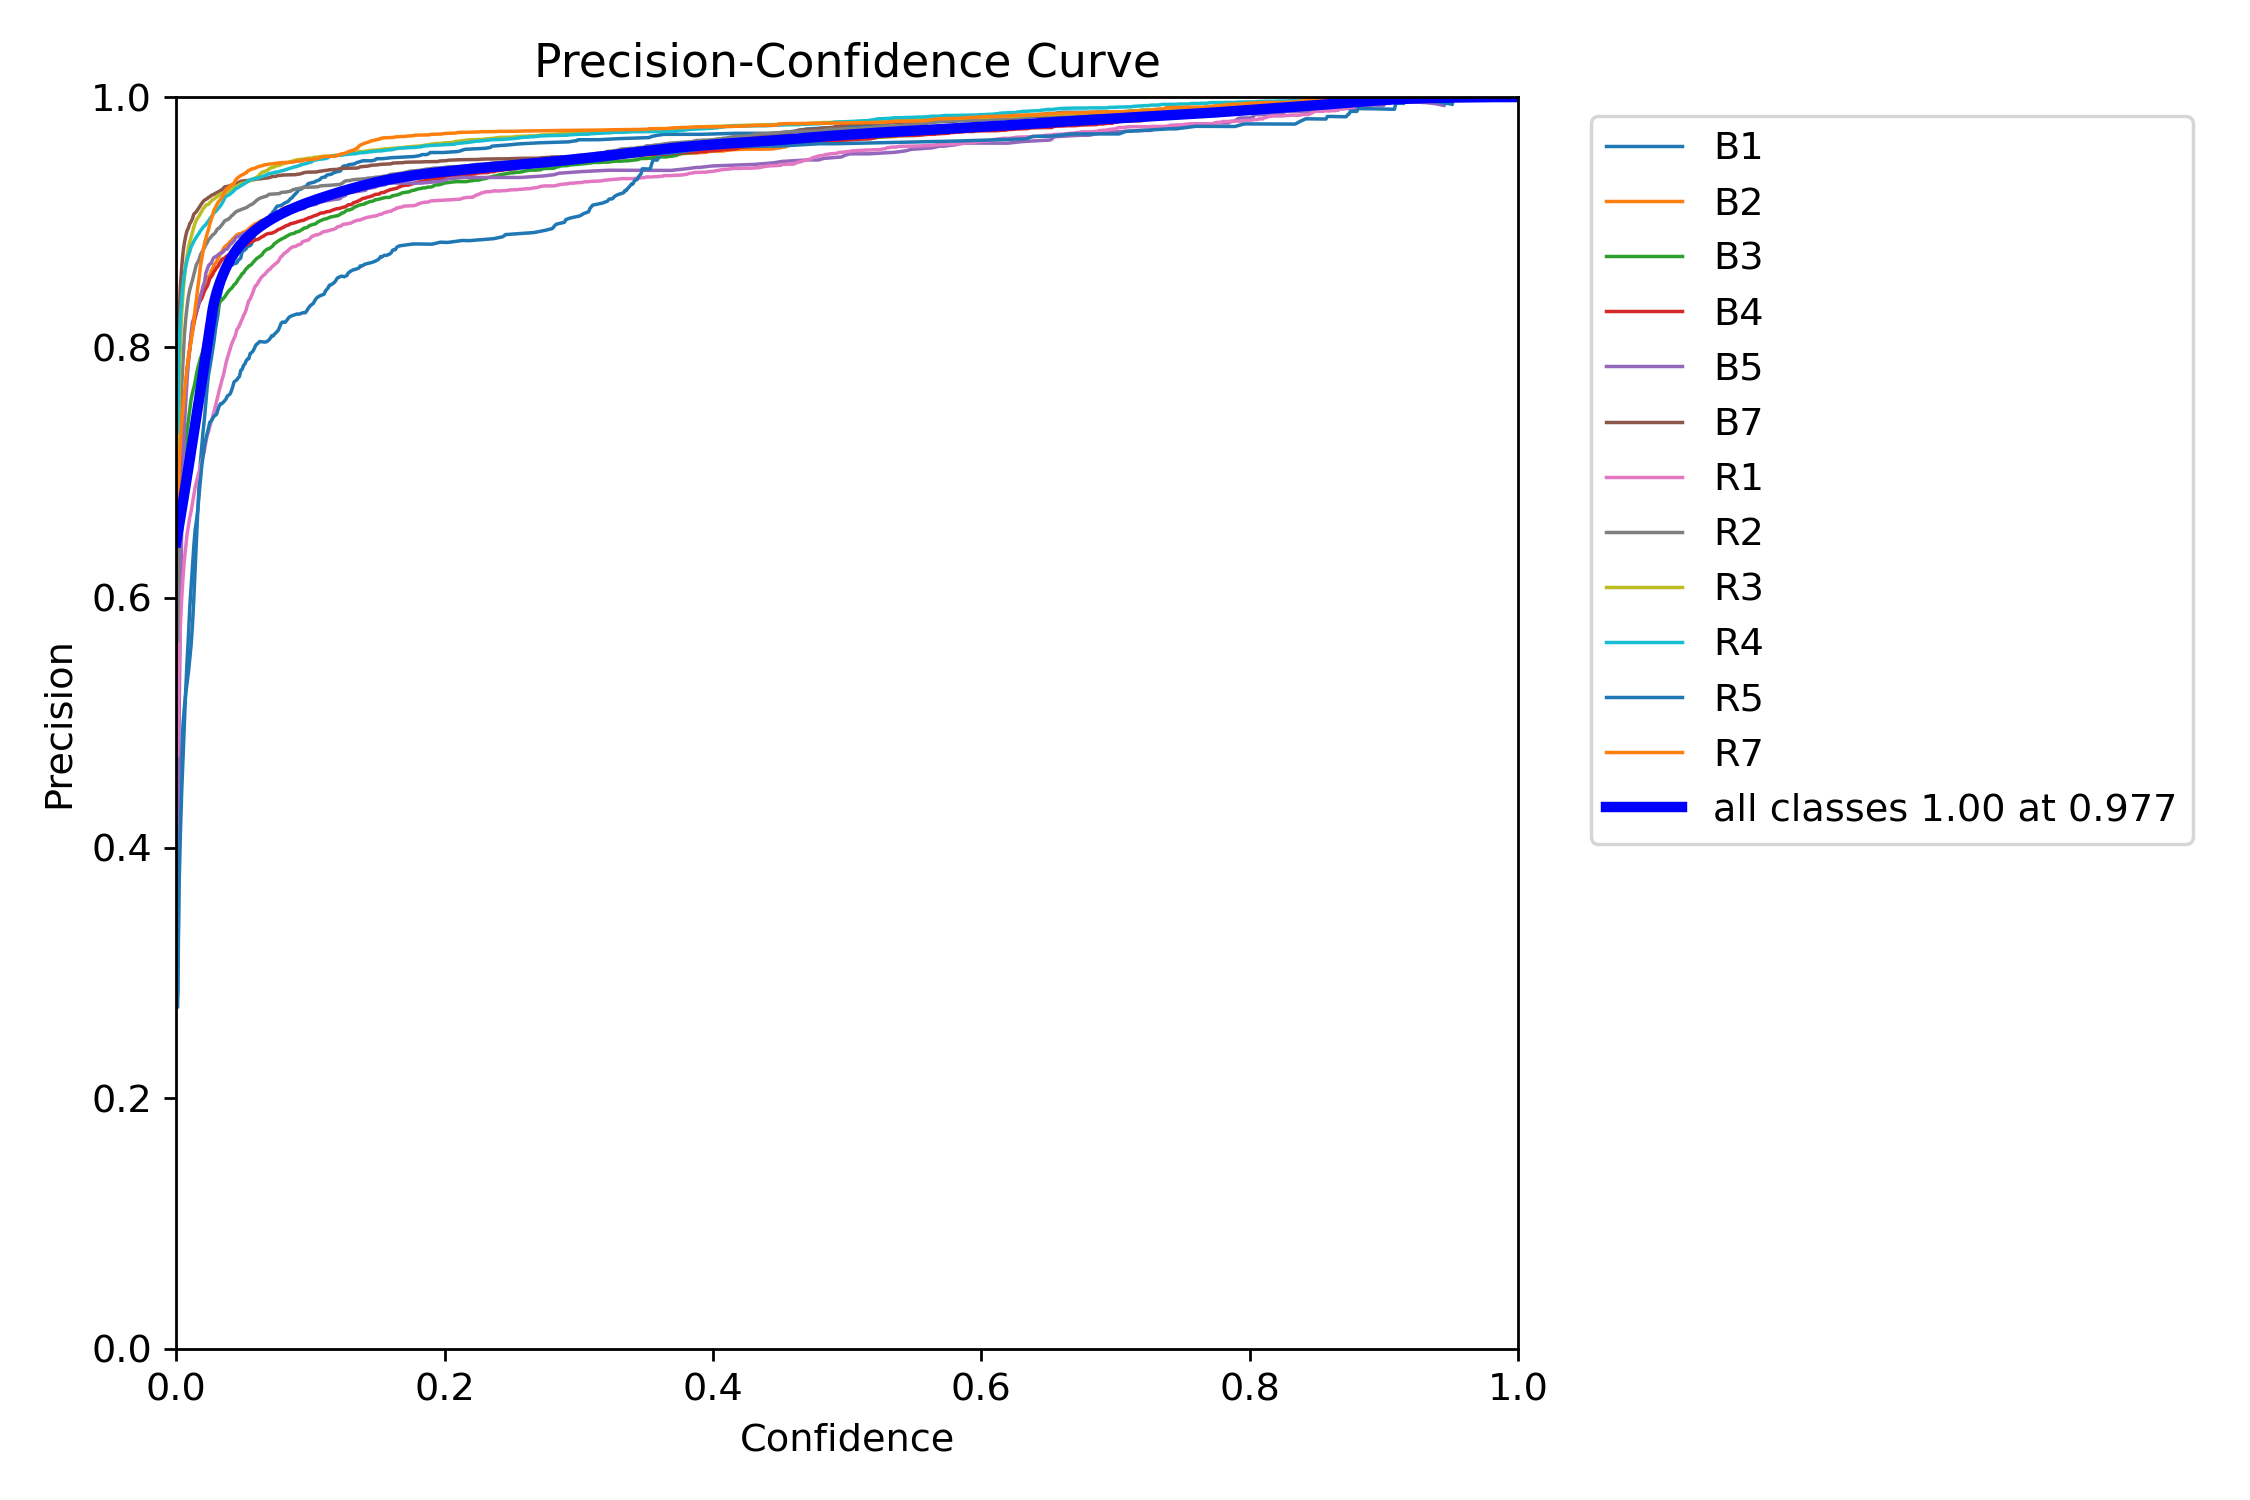 Precision-Confidence Curve
1.0
0.8
0.6
0.4
0.2
0.0
Precision
0.0 0.2 0.4 0.6 0.8 1.0
Confidence
B1
B2
B3
B4
B5
B7
R1
R2
R3
R4
R5
R7
all classes 1.00 at 0.977